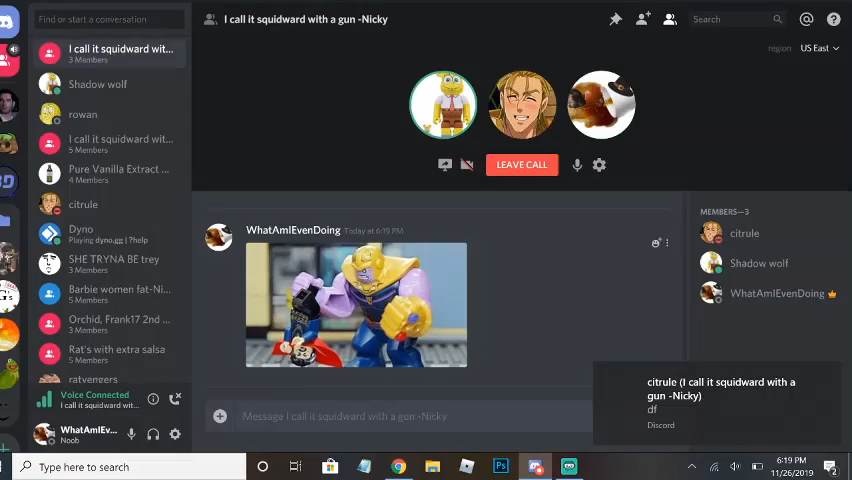 Find or start a conversation
I call it squidward with a gun -Nicky
Search
region US East
I call it squidward wit...
3 Members
Shadow wolf
rowan
I call it squidward wit...
5 Members
Pure Vanilla Extract ...
4 Members
citrule
Dyno
Playing dyno.gg | ?help
SHE TRYNA BE trey
Barbie women fat-Ni...
5 Members
Orchid, Frank17 2nd ...
3 Members
Rat's with extra salsa
5 Members
ratvengers
Voice Connected
I call it squidward wit...
WhatAmIEv...
Noob
LEAVE CALL
WhatAmIEvenDoing Today at 6:19 PM
Message I call it squidward with a gun -Nicky
MEMBERS—3
citrule
Shadow wolf
WhatAmIEvenDoing
citrule (I call it squidward with a
gun -Nicky)
df
Discord
Type here to search
Ps
6:19 PM
11/26/2019
2